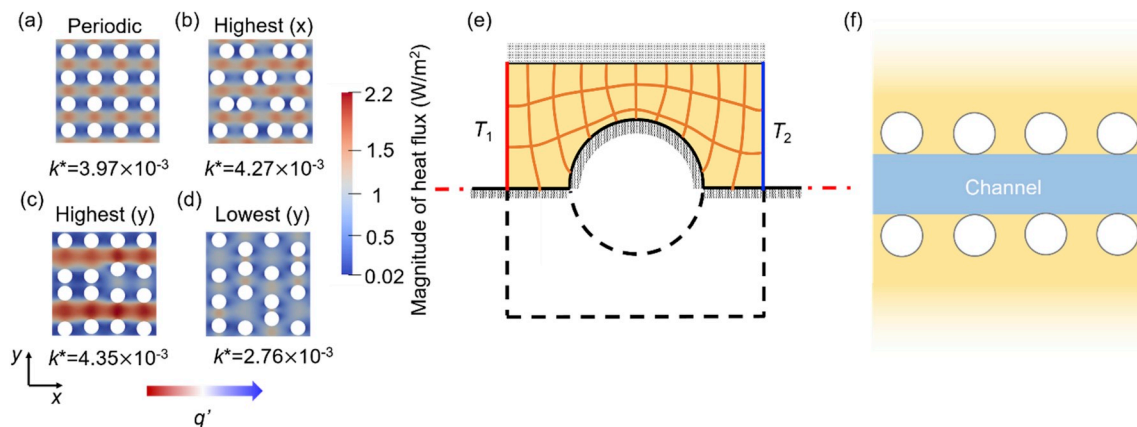 (a)
Periodic
k*=3.97×10⁻³
(b)
Highest (x)
k*=4.27×10⁻³
(c)
Highest (y)
k*=4.35×10⁻³
(d)
Lowest (y)
k*=2.76×10⁻³
y
x
q'
2.2
1.5
1
0.5
0.02
Magnitude of heat flux (W/m²)
(e)
T₁
T₂
(f)
Channel